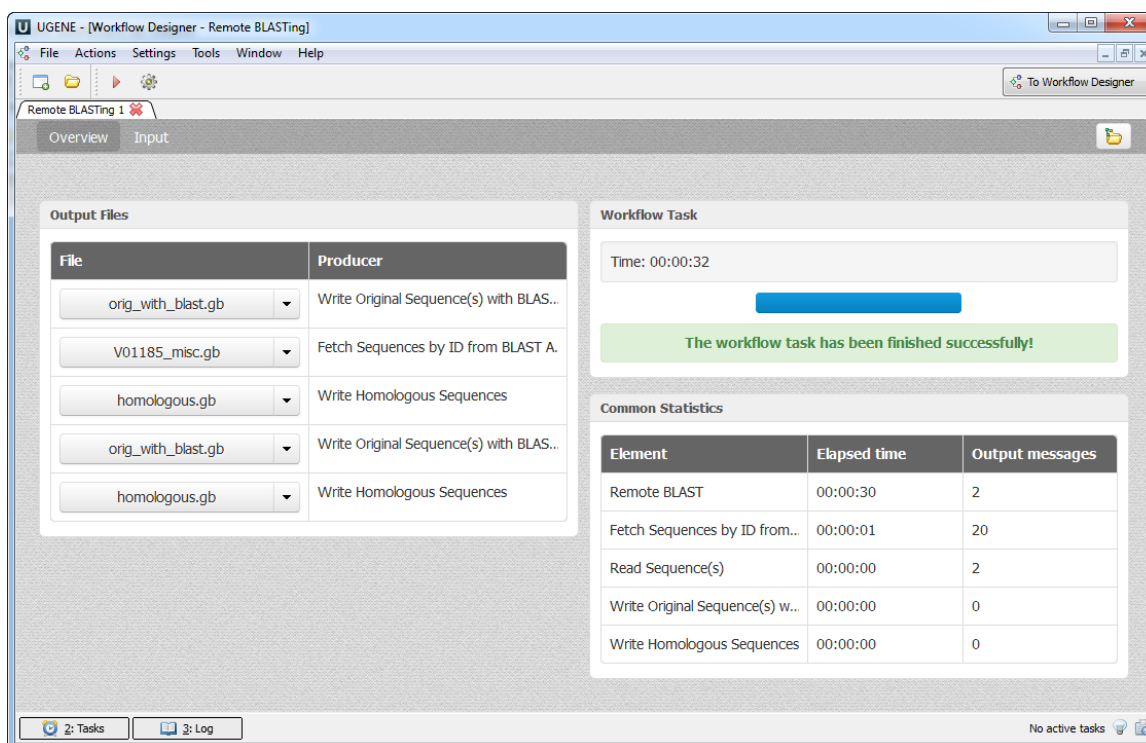 UGENE - [Workflow Designer - Remote BLASTing]
File Actions Settings Tools Window Help
To Workflow Designer
Remote BLASTing 1
Overview Input
Output Files
File Producer
orig_with_blast.gb Write Original Sequence(s) with BLAS...
V01185_misc.gb Fetch Sequences by ID from BLAST A.
homologous.gb Write Homologous Sequences
orig_with_blast.gb Write Original Sequence(s) with BLAS...
homologous.gb Write Homologous Sequences
Workflow Task
Time: 00:00:32
The workflow task has been finished successfully!
Common Statistics
Element Elapsed time Output messages
Remote BLAST 00:00:30 2
Fetch Sequences by ID from... 00:00:01 20
Read Sequence(s) 00:00:00 2
Write Original Sequence(s) w... 00:00:00 0
Write Homologous Sequences 00:00:00 0
2: Tasks 3: Log No active tasks